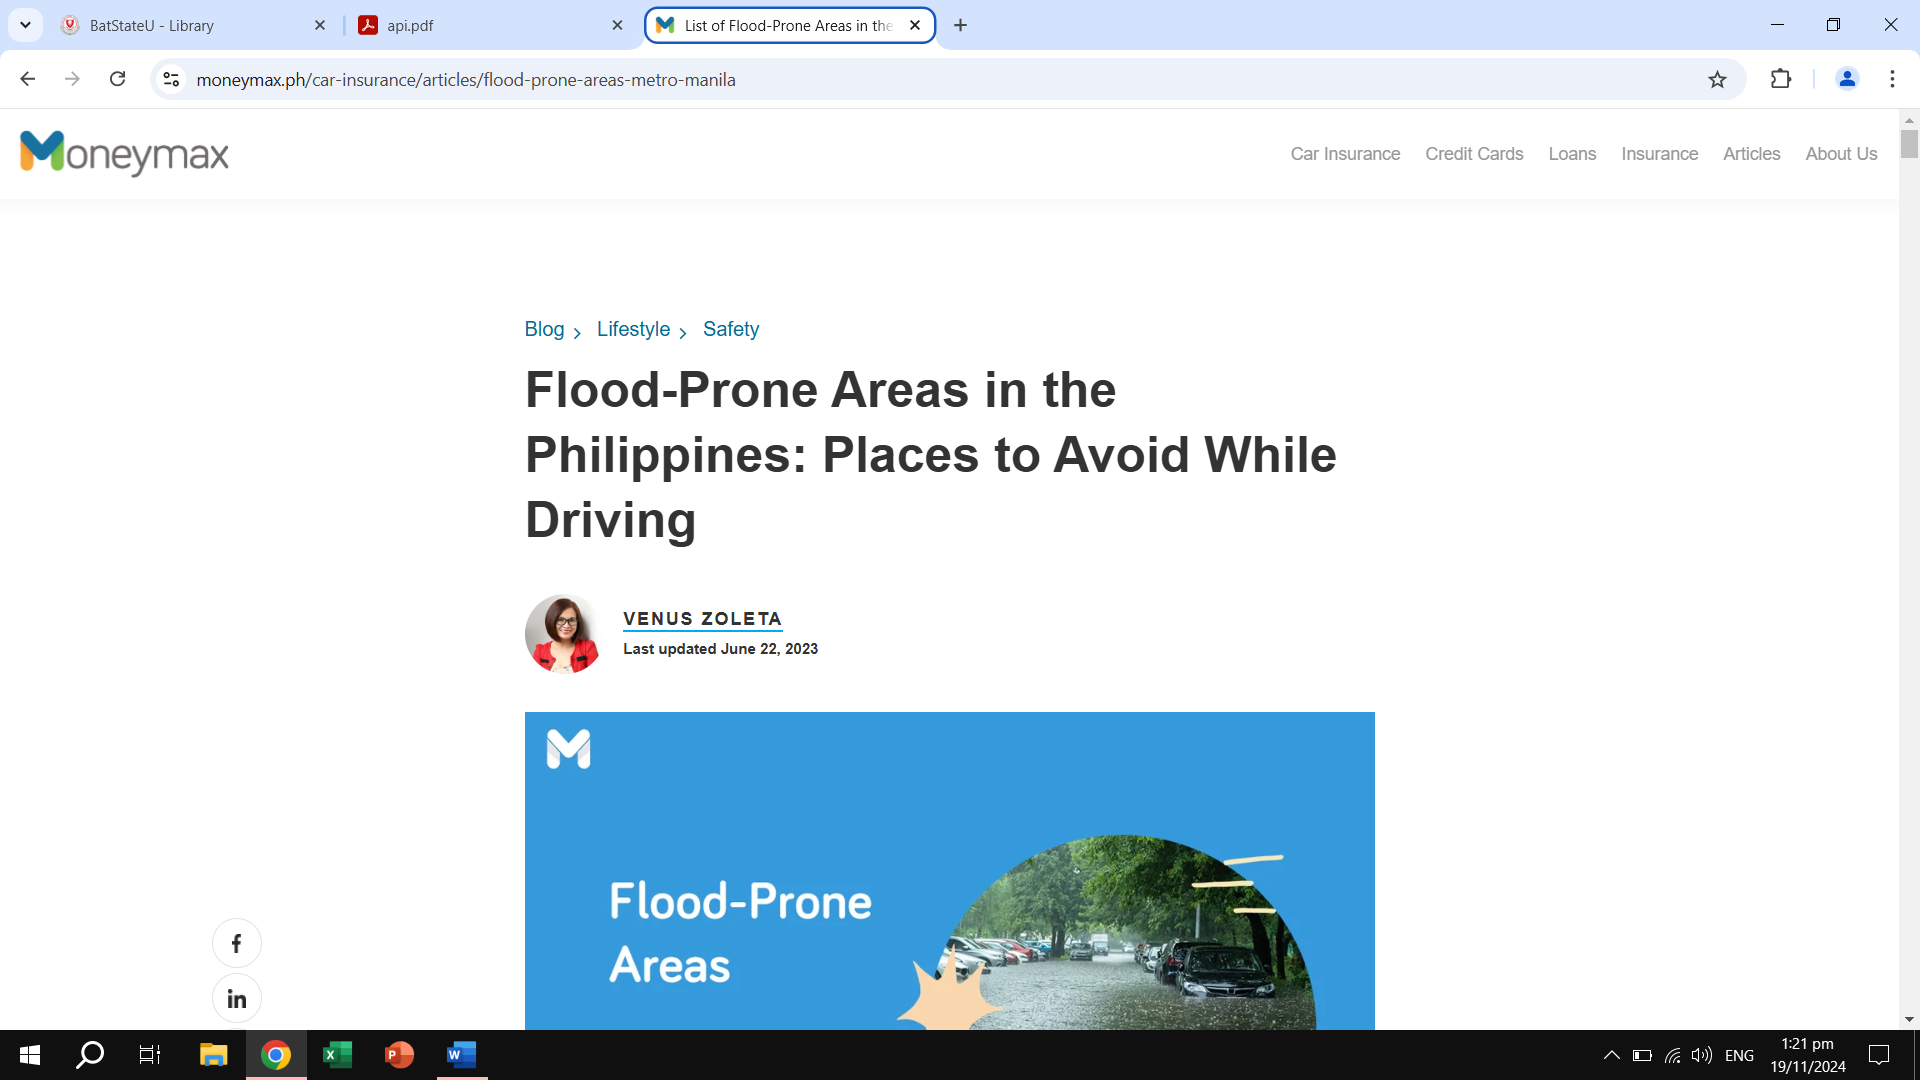 BatStateU - Library
api.pdf
List of Flood-Prone Areas in the
moneymax.ph/car-insurance/articles/flood-prone-areas-metro-manila
Moneymax
Car Insurance Credit Cards Loans Insurance Articles About Us
Blog > Lifestyle > Safety
Flood-Prone Areas in the
Philippines: Places to Avoid While
Driving
VENUS ZOLETA
Last updated June 22, 2023
Flood-Prone
Areas
f
in
ENG
1:21 pm
19/11/2024